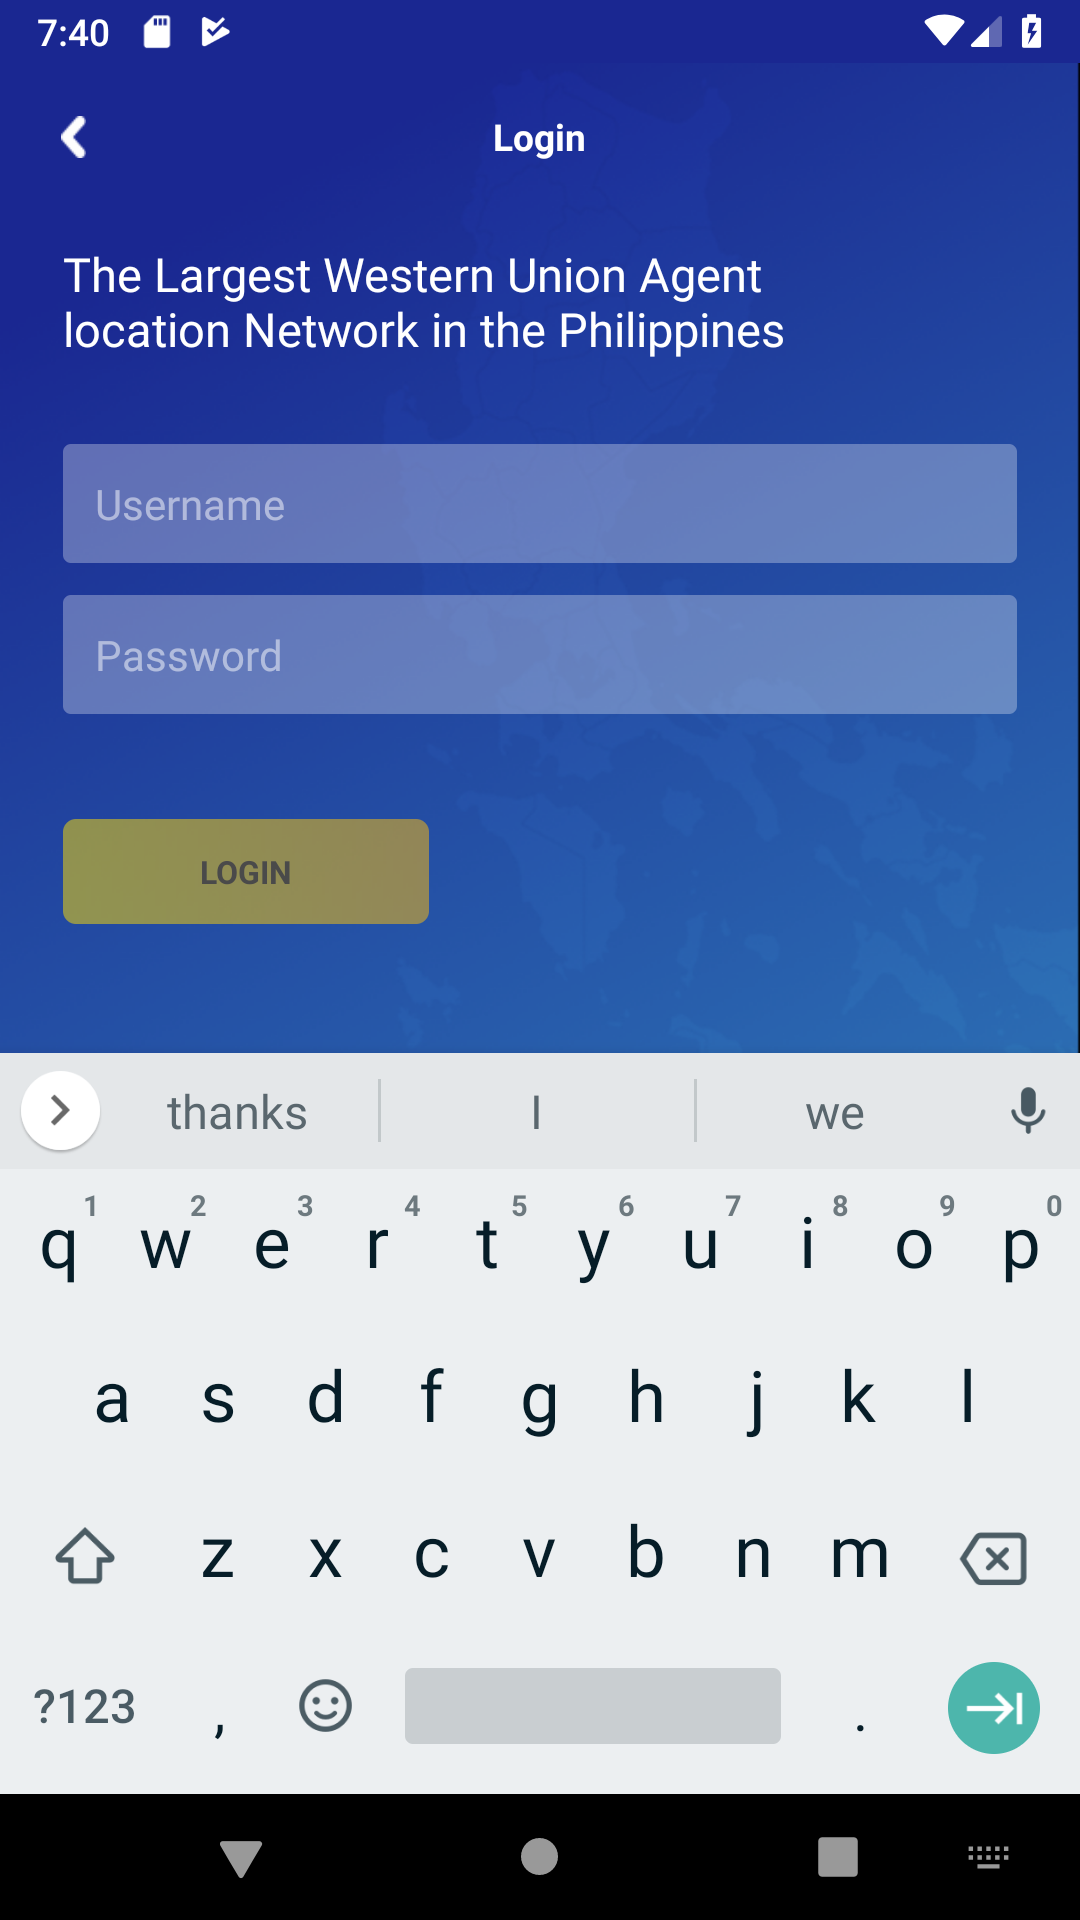 7:40
Login
The Largest Western Union Agent
location Network in the Philippines
Username
Password
LOGIN
thanks
I
we
1 2 3 4 5 6 7 8 9 0
q w e r t y u i o p
a s d f g h j k l
z x c v b n m
?123 , .